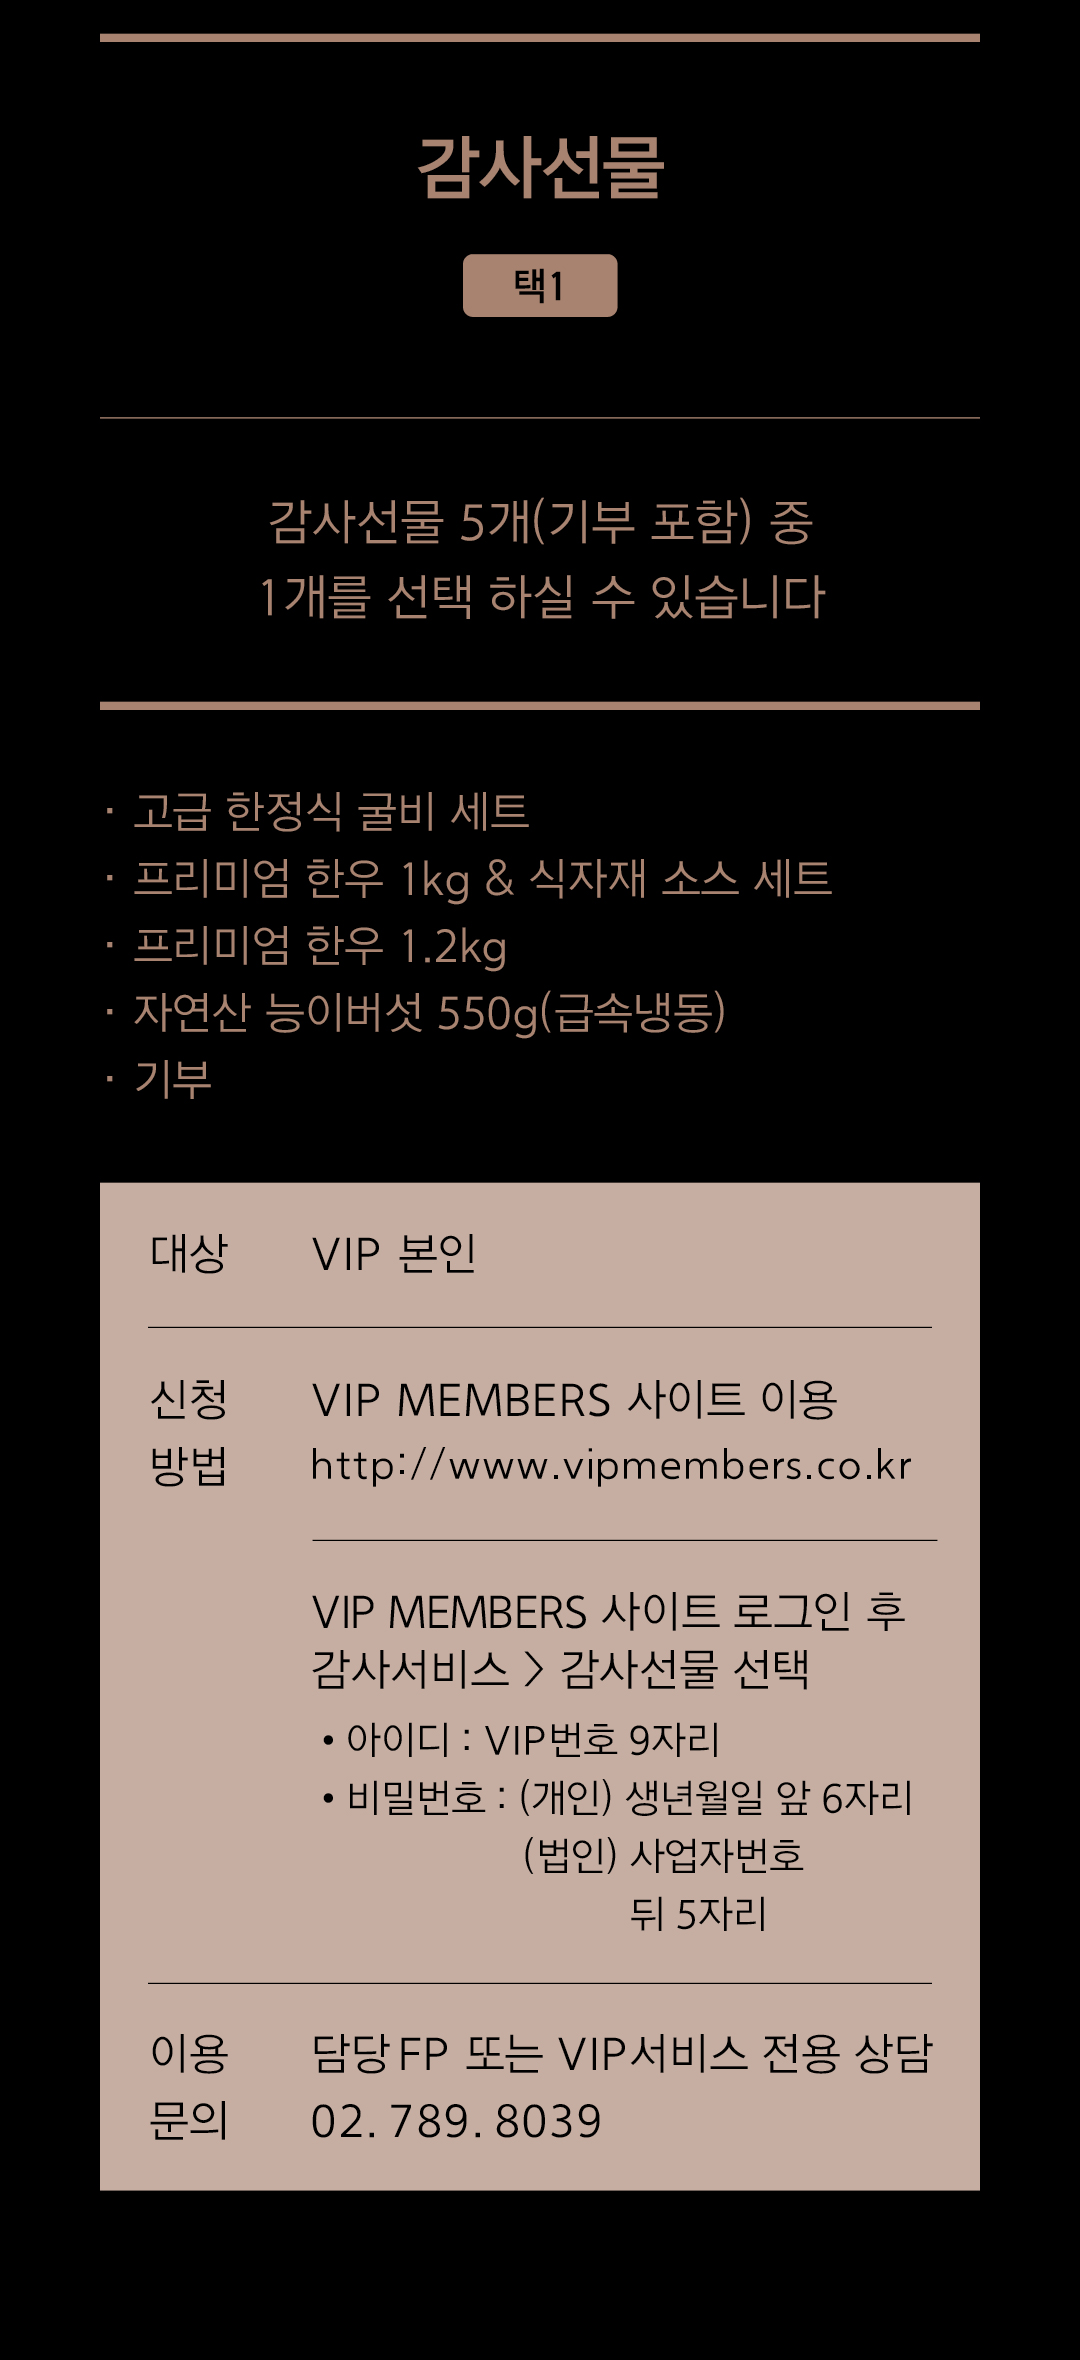 감사선물
택1
감사선물 5개(기부 포함) 중
1개를 선택 하실 수 있습니다
· 고급 한정식 굴비 세트
· 프리미엄 한우 1kg & 식자재 소스 세트
· 프리미엄 한우 1.2kg
· 자연산 능이버섯 550g(급속냉동)
· 기부
대상 VIP 본인
신청 VIP MEMBERS 사이트 이용
방법 http://www.vipmembers.co.kr
VIP MEMBERS 사이트 로그인 후
감사서비스 > 감사선물 선택
• 아이디 : VIP번호 9자리
• 비밀번호 : (개인) 생년월일 앞 6자리
(법인) 사업자번호
뒤 5자리
이용 담당FP 또는 VIP서비스 전용 상담
문의 02. 789. 8039